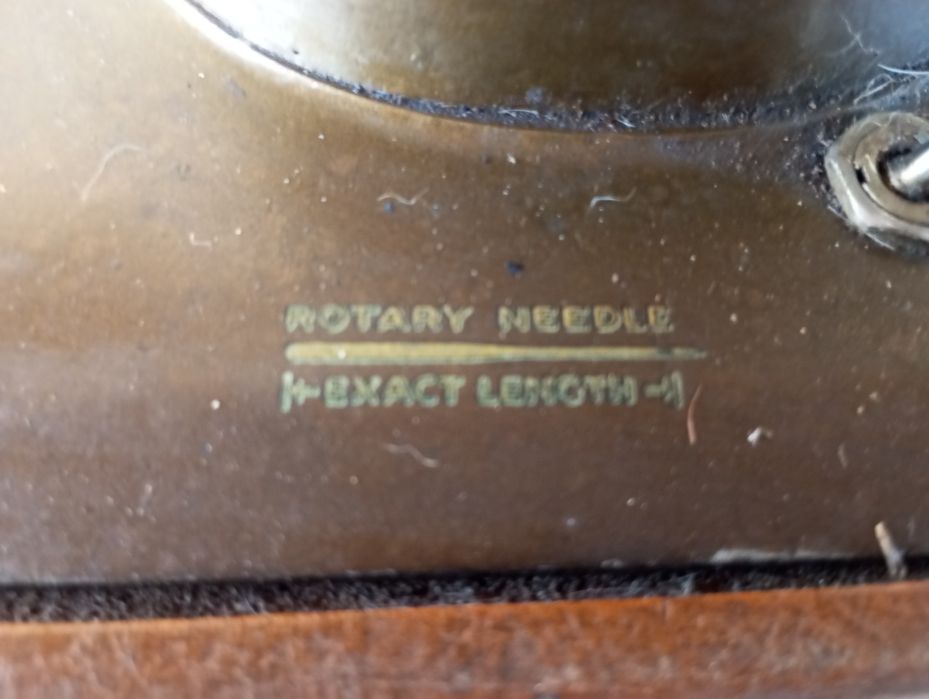 ROTARY NEEDLE
|← EXACT LENGTH →|